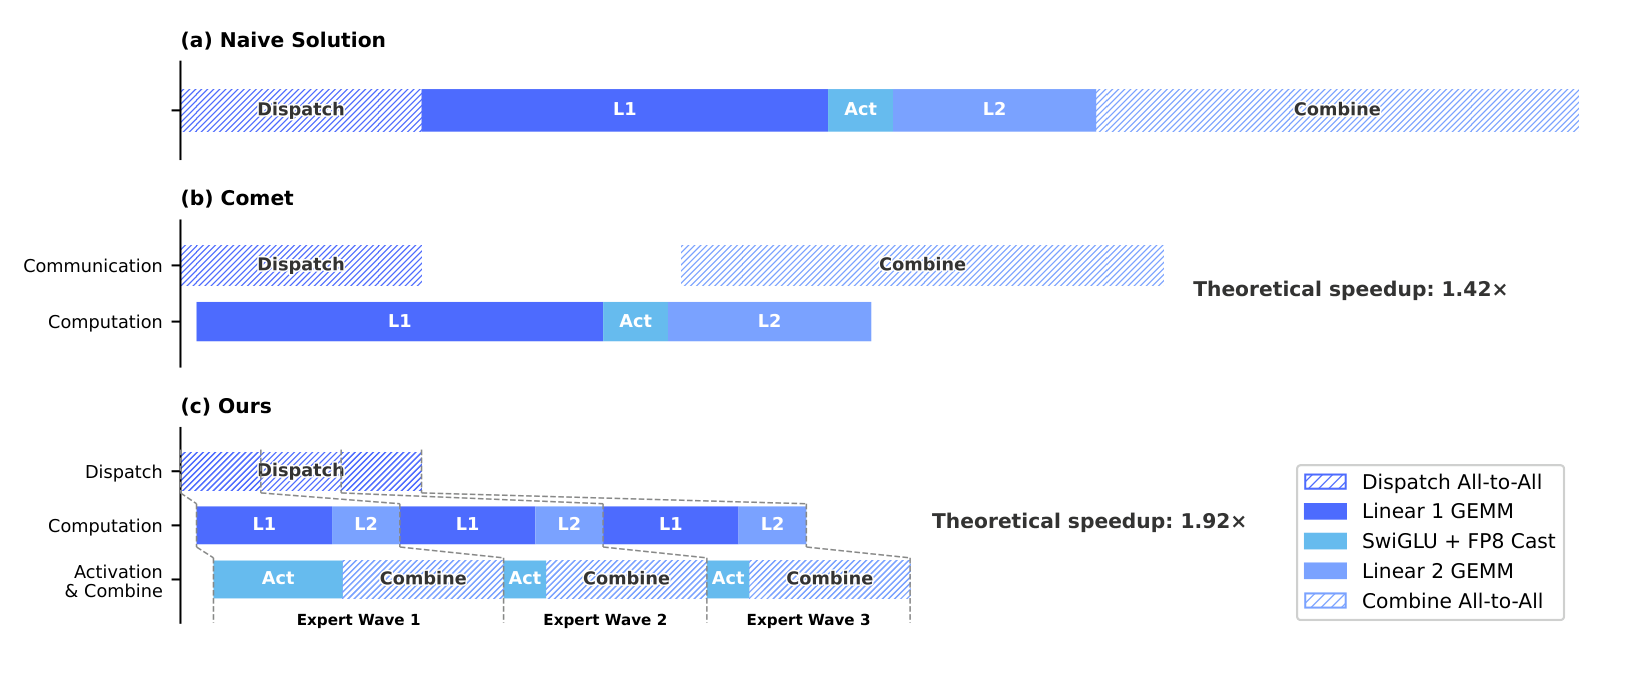 (a) Naive Solution
Dispatch L1 Act L2 Combine
(b) Comet
Communication Dispatch Combine
Theoretical speedup: 1.42×
Computation L1 Act L2
(c) Ours
Dispatch Dispatch
Computation L1 L2 L1 L2 L1 L2
Theoretical speedup: 1.92×
Activation
& Combine
Act Combine Act Combine Act Combine
Expert Wave 1 Expert Wave 2 Expert Wave 3
Dispatch All-to-All
Linear 1 GEMM
SwiGLU + FP8 Cast
Linear 2 GEMM
Combine All-to-All